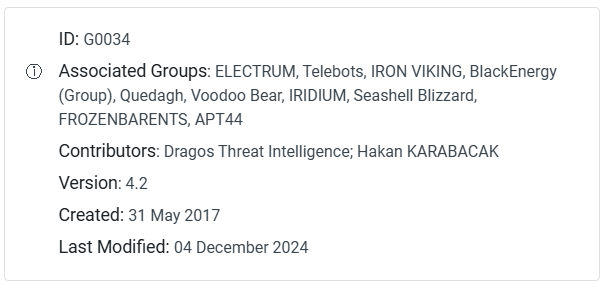 ID: G0034
ⓘ Associated Groups: ELECTRUM, Telebots, IRON VIKING, BlackEnergy
(Group), Quedagh, Voodoo Bear, IRIDIUM, Seashell Blizzard,
FROZENBARENTS, APT44
Contributors: Dragos Threat Intelligence; Hakan KARABACAK
Version: 4.2
Created: 31 May 2017
Last Modified: 04 December 2024